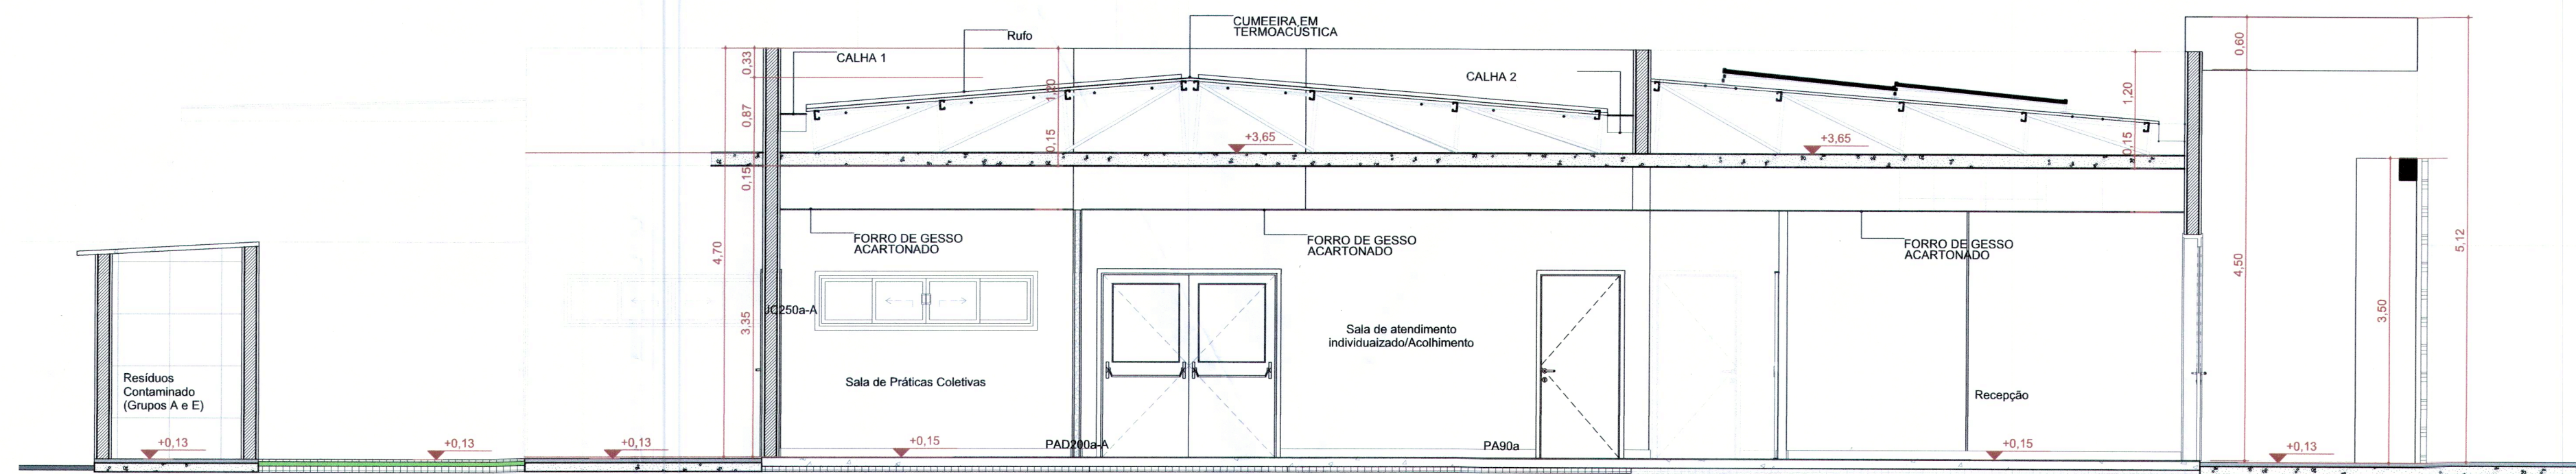 CUMEEIRA EM
TERMOACÚSTICA
Rufo
CALHA 1
CALHA 2
0,33
0,87
0,15
3,35
4,70
1,20
0,15
+3,65
+3,65
1,20
0,15
0,60
4,50
5,12
3,50
FORRO DE GESSO
ACARTONADO
FORRO DE GESSO
ACARTONADO
FORRO DE GESSO
ACARTONADO
JC250a-A
Sala de atendimento
individuaizado/Acolhimento
Sala de Práticas Coletivas
Resíduos
Contaminado
(Grupos A e E)
Recepção
+0,13
+0,13
+0,13
+0,15
PAD200a-A
PA90a
+0,15
+0,13